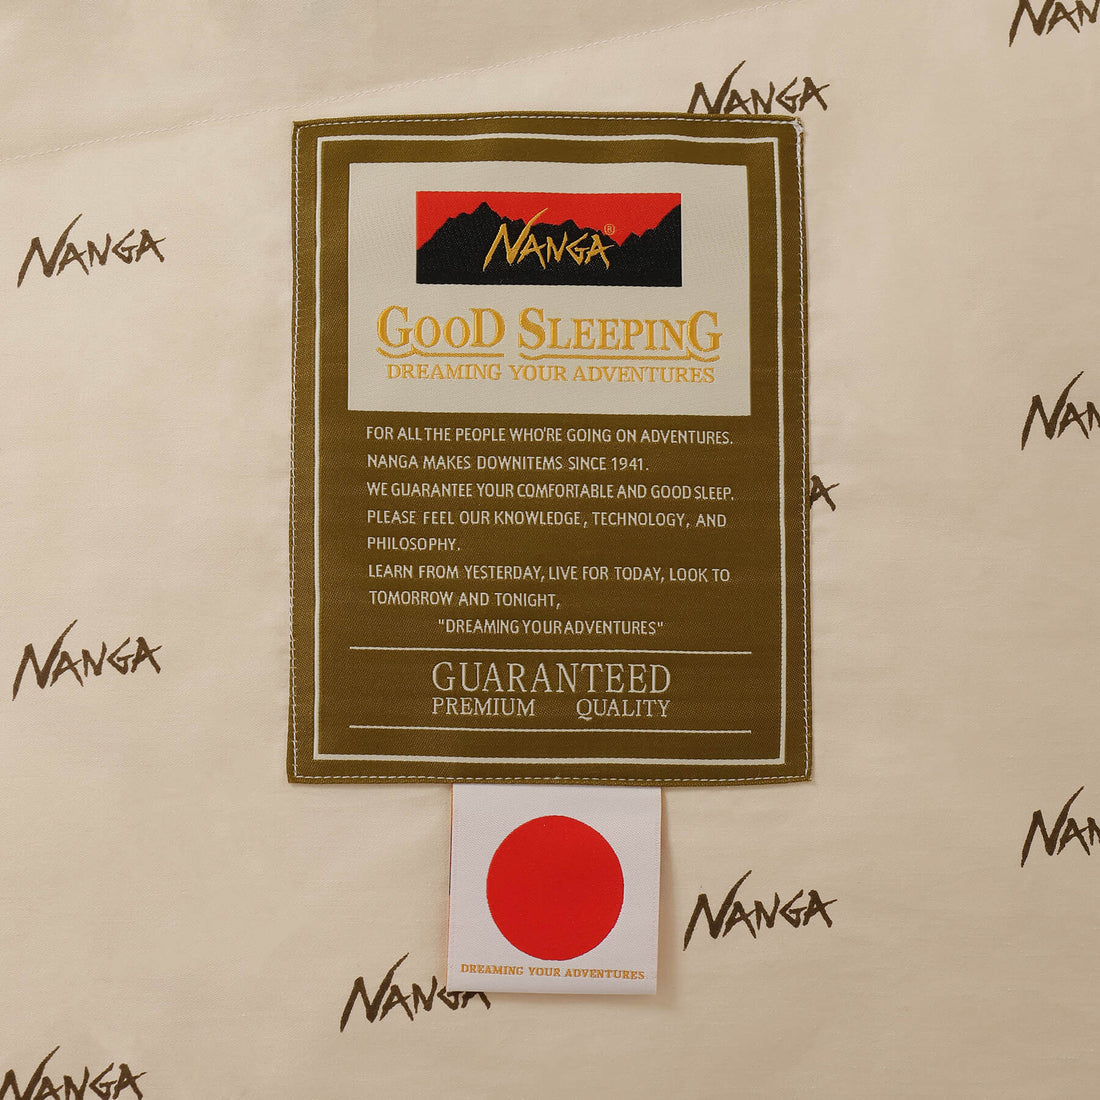 NAN
NANGA
NANGA
NANGA®
GOOD SLEEPING
DREAMING YOUR ADVENTURES
FOR ALL THE PEOPLE WHO'RE GOING ON ADVENTURES.
NANGA MAKES DOWNITEMS SINCE 1941.
WE GUARANTEE YOUR COMFORTABLE AND GOOD SLEEP.
PLEASE FEEL OUR KNOWLEDGE, TECHNOLOGY, AND
PHILOSOPHY.
LEARN FROM YESTERDAY, LIVE FOR TODAY, LOOK TO
TOMORROW AND TONIGHT,
"DREAMING YOUR ADVENTURES"
GUARANTEED
PREMIUM QUALITY
NAN
A
NANGA
NAN
NANGA
DREAMING YOUR ADVENTURES
NANGA
NANGA